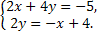 2x + 4y = −5,
2y = −x + 4.